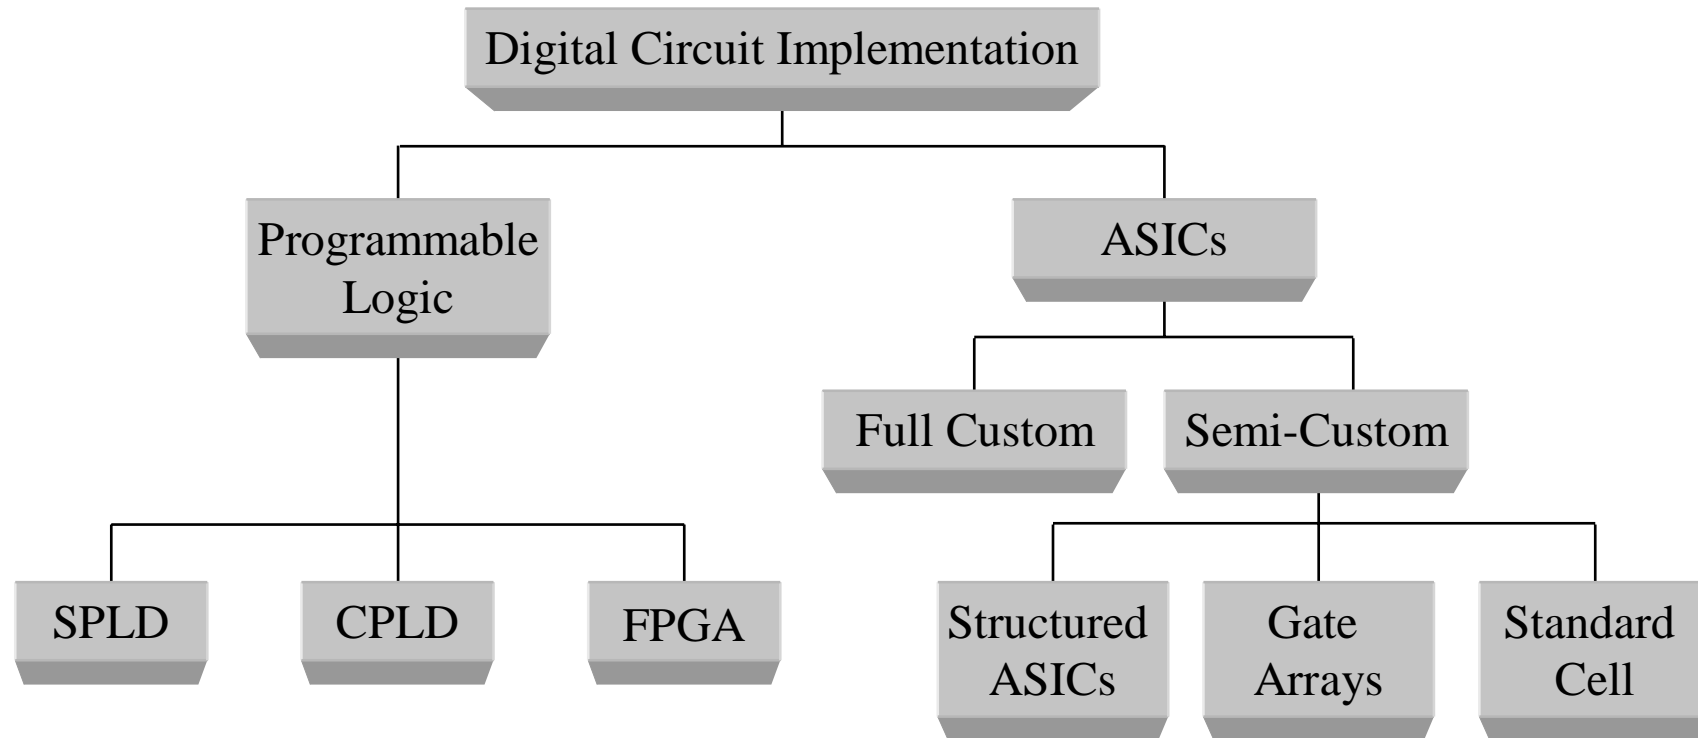 Digital Circuit Implementation
Programmable
Logic
ASICs
Full Custom
Semi-Custom
SPLD
CPLD
FPGA
Structured
ASICs
Gate
Arrays
Standard
Cell